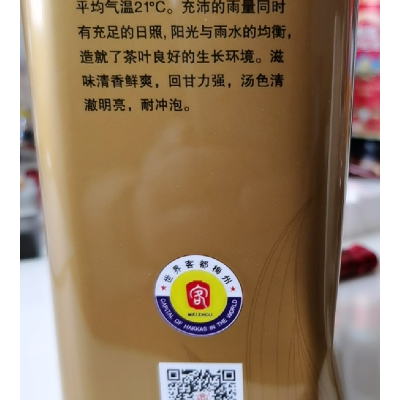 平均气温21℃。充沛的雨量同时
有充足的日照,阳光与雨水的均衡,
造就了茶叶良好的生长环境。滋
味清香鲜爽，回甘力强，汤色清
澈明亮，耐冲泡。
世界客都梅州
客
MEIZHOU
CAPITAL OF HAKKAS IN THE WORLD